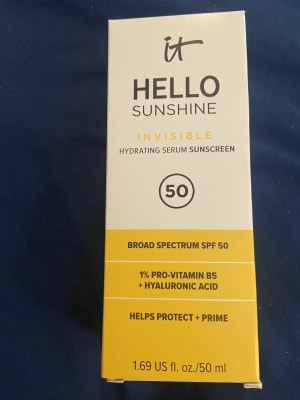 it
HELLO
SUNSHINE
INVISIBLE
HYDRATING SERUM SUNSCREEN
50
BROAD SPECTRUM SPF 50
1% PRO-VITAMIN B5
+ HYALURONIC ACID
HELPS PROTECT + PRIME
1.69 US fl. oz./50 ml